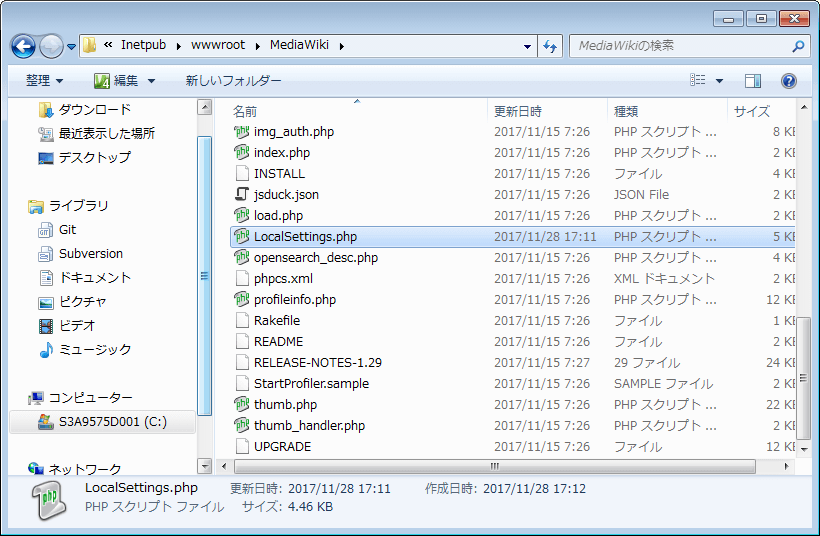 « Inetpub ▸ wwwroot ▸ MediaWiki ▸ MediaWikiの検索
整理 編集 新しいフォルダー
ダウンロード
最近表示した場所
デスクトップ
ライブラリ
Git
Subversion
ドキュメント
ピクチャ
ビデオ
ミュージック
コンピューター
S3A9575D001 (C:)
ネットワーク
名前 更新日時 種類 サイズ
img_auth.php 2017/11/15 7:26 PHP スクリプト ... 8 KE
index.php 2017/11/15 7:26 PHP スクリプト ... 2 KE
INSTALL 2017/11/15 7:26 ファイル 4 KE
jsduck.json 2017/11/15 7:26 JSON File 2 KE
load.php 2017/11/15 7:26 PHP スクリプト ... 2 KE
LocalSettings.php 2017/11/28 17:11 PHP スクリプト ... 5 KE
opensearch_desc.php 2017/11/15 7:26 PHP スクリプト ... 4 KE
phpcs.xml 2017/11/15 7:26 XML ドキュメント 2 KE
profileinfo.php 2017/11/15 7:26 PHP スクリプト ... 12 KE
Rakefile 2017/11/15 7:26 ファイル 1 KE
README 2017/11/15 7:26 ファイル 2 KE
RELEASE-NOTES-1.29 2017/11/15 7:27 29 ファイル 24 KE
StartProfiler.sample 2017/11/15 7:26 SAMPLE ファイル 2 KE
thumb.php 2017/11/15 7:26 PHP スクリプト ... 22 KE
thumb_handler.php 2017/11/15 7:26 PHP スクリプト ... 2 KE
UPGRADE 2017/11/15 7:26 ファイル 12 KE
LocalSettings.php 更新日時: 2017/11/28 17:11 作成日時: 2017/11/28 17:12
PHP スクリプト ファイル サイズ: 4.46 KB